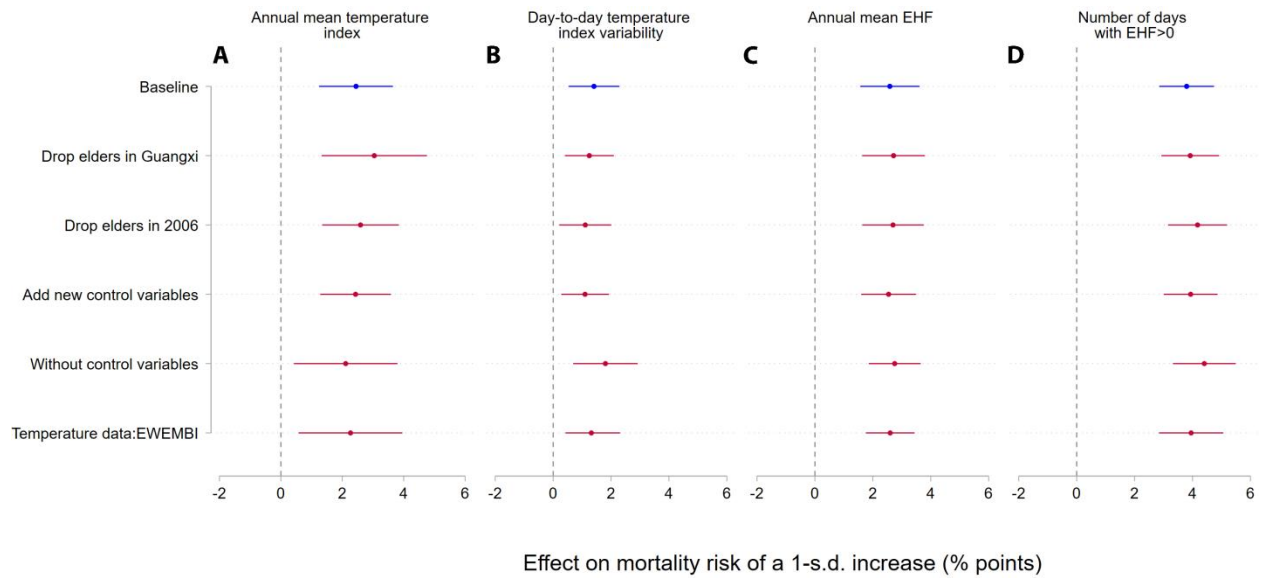 Annual mean temperature
index
Day-to-day temperature
index variability
Annual mean EHF
Number of days
with EHF>0
A
B
C
D
Baseline
Drop elders in Guangxi
Drop elders in 2006
Add new control variables
Without control variables
Temperature data:EWEMBI
-2 0 2 4 6
-2 0 2 4 6
-2 0 2 4 6
-2 0 2 4 6
Effect on mortality risk of a 1-s.d. increase (% points)